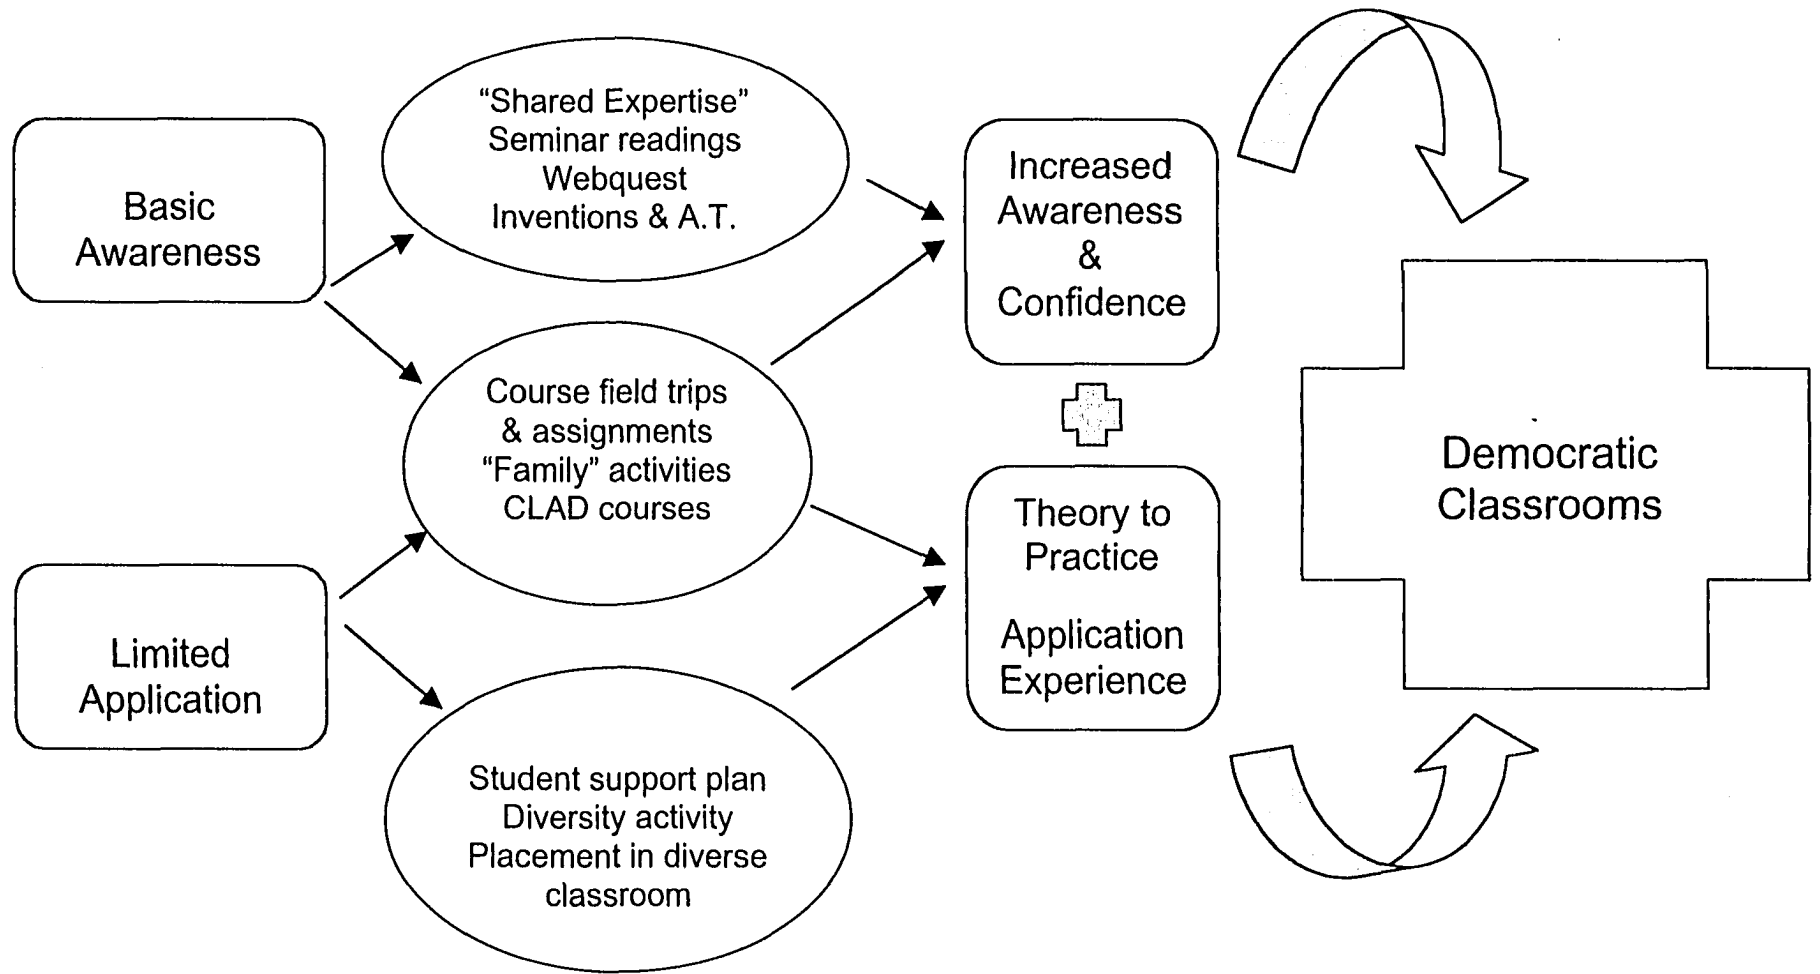 Basic
Awareness
Limited
Application
“Shared Expertise”
Seminar readings
Webquest
Inventions & A.T.
Course field trips
& assignments
“Family” activities
CLAD courses
Student support plan
Diversity activity
Placement in diverse
classroom
Increased
Awareness
&
Confidence
Theory to
Practice
Application
Experience
Democratic
Classrooms